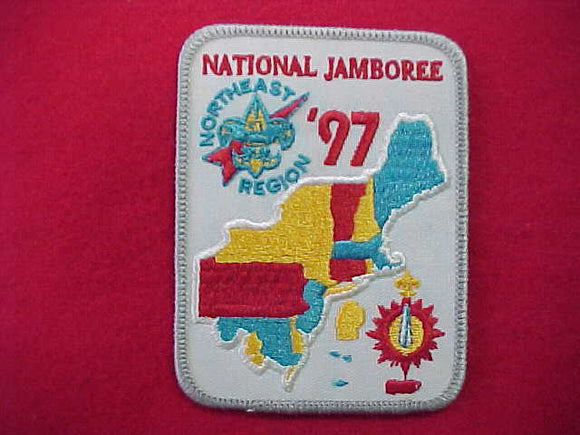 NATIONAL JAMBOREE
NORTHEAST
REGION
'97